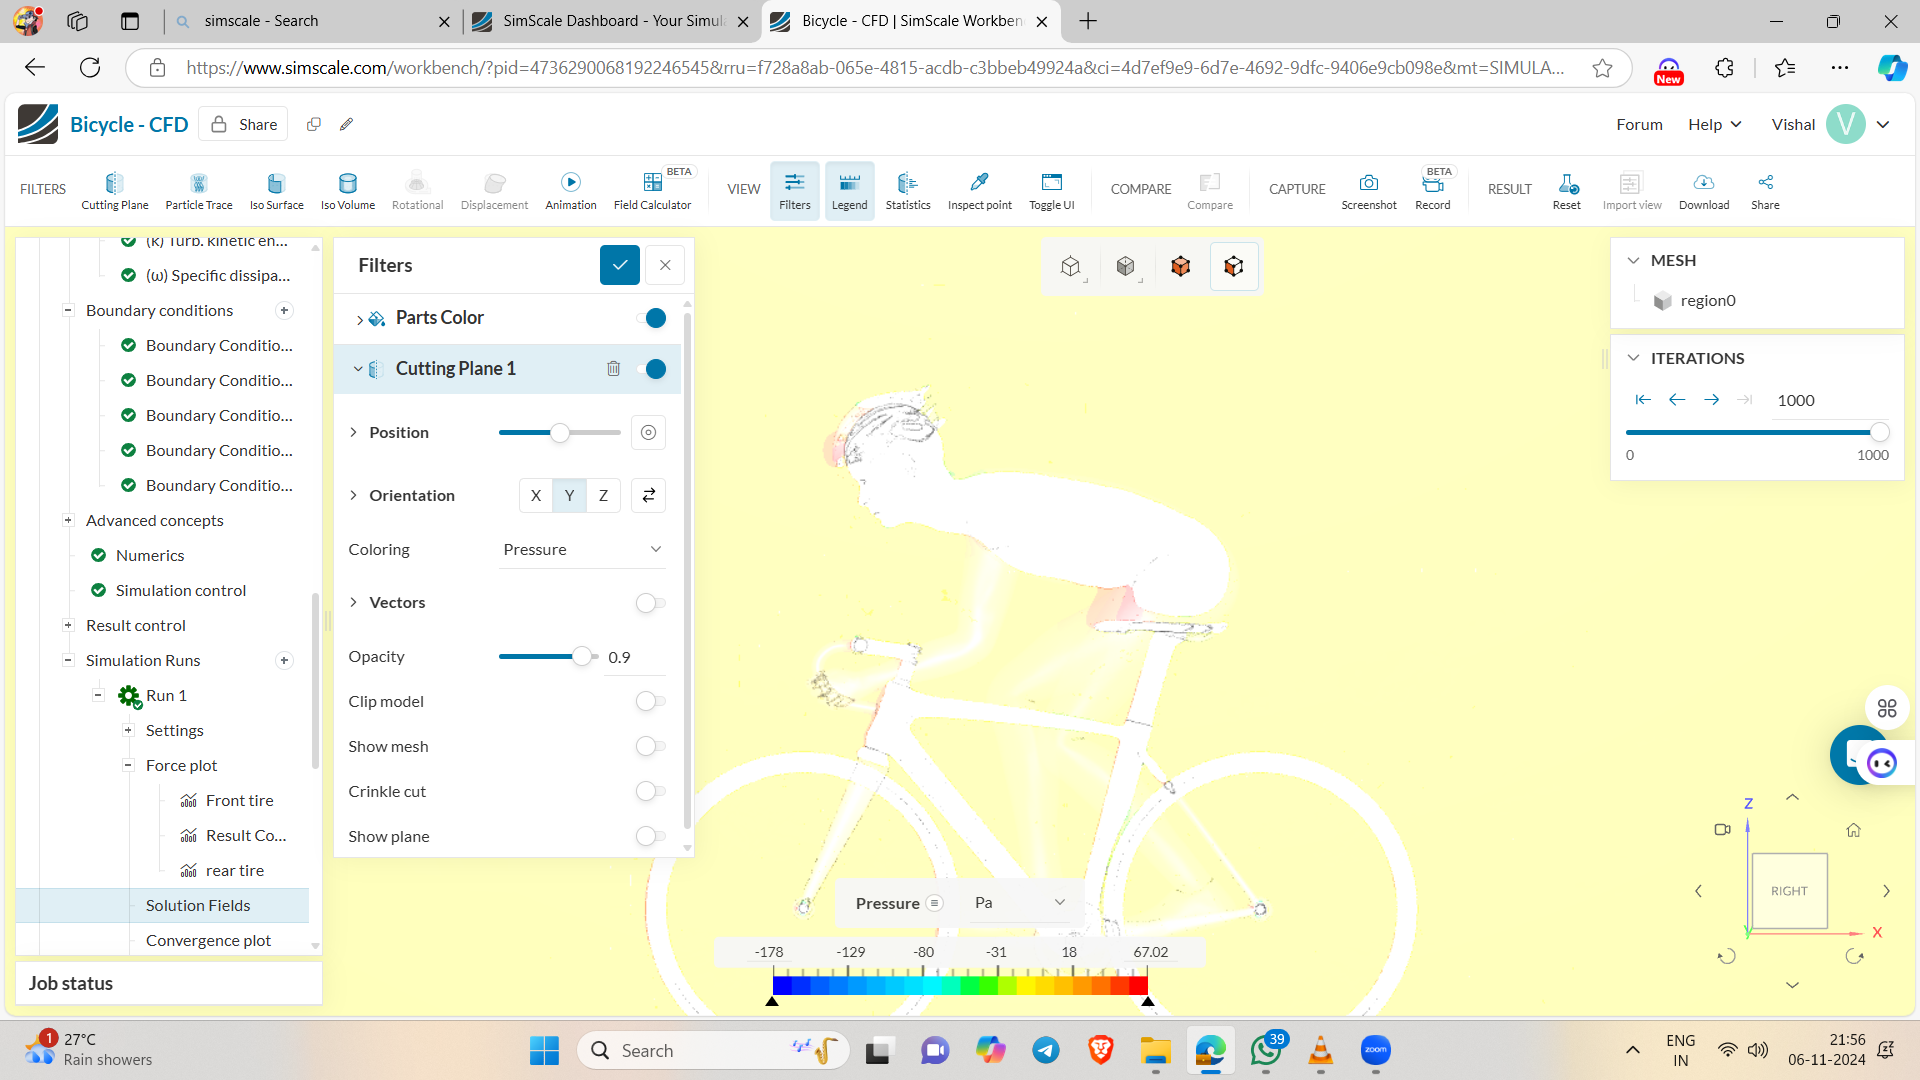 simscale - Search
SimScale Dashboard - Your Simula
Bicycle - CFD | SimScale Workben
https://www.simscale.com/workbench/?pid=4736290068192246545&rru=f728a8ab-065e-4815-acdb-c3bbeb49924a&ci=4d7ef9e9-6d7e-4692-9dfc-9406e9cb098e&mt=SIMULA...
New
Bicycle - CFD
Share
Forum
Help
Vishal
V
FILTERS
Cutting Plane
Particle Trace
Iso Surface
Iso Volume
Rotational
Displacement
Animation
BETA
Field Calculator
VIEW
Filters
Legend
Statistics
Inspect point
Toggle UI
COMPARE
Compare
CAPTURE
Screenshot
BETA
Record
RESULT
Reset
Import view
Download
Share
(k) Turb. kinetic en...
(ω) Specific dissipa...
Boundary conditions
Boundary Conditio...
Boundary Conditio...
Boundary Conditio...
Boundary Conditio...
Boundary Conditio...
Advanced concepts
Numerics
Simulation control
Result control
Simulation Runs
Run 1
Settings
Force plot
Front tire
Result Co...
rear tire
Solution Fields
Convergence plot
Job status
Filters
Parts Color
Cutting Plane 1
Position
Orientation
X Y Z
Coloring
Pressure
Vectors
Opacity
0.9
Clip model
Show mesh
Crinkle cut
Show plane
MESH
region0
ITERATIONS
1000
0
1000
Z
RIGHT
X
Y
Pressure
Pa
-178 -129 -80 -31 18 67.02
1
27°C
Rain showers
Search
39
zoom
ENG
IN
21:56
06-11-2024